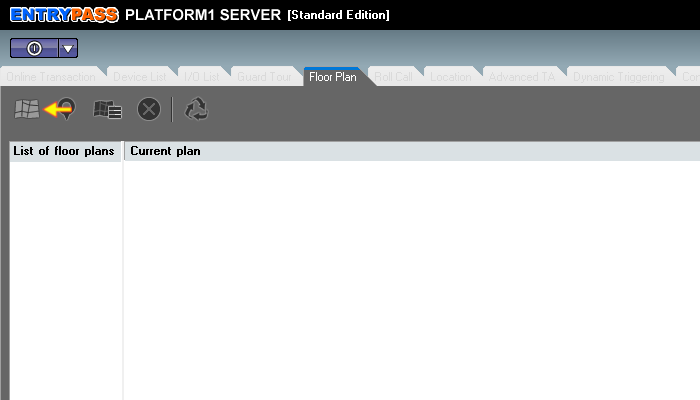 ENTRYPASS PLATFORM1 SERVER [Standard Edition]
Online Transaction Device List I/O List Guard Tour Floor Plan Roll Call Location Advanced TA Dynamic Triggering Con
List of floor plans Current plan